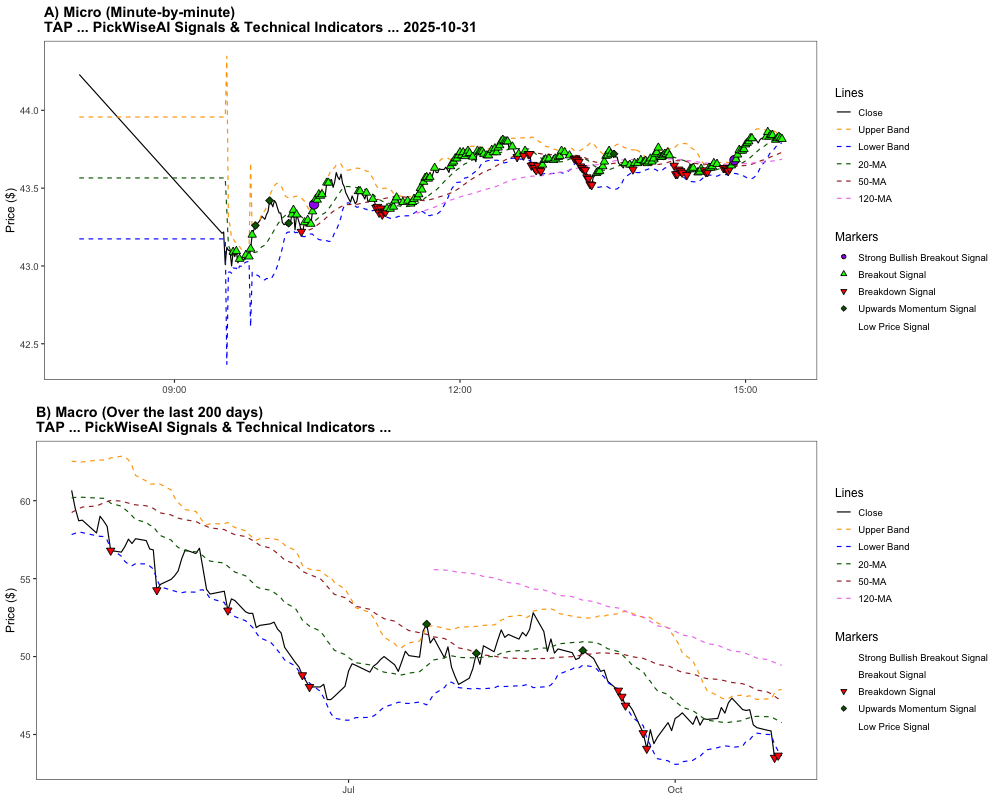 A) Micro (Minute-by-minute)
TAP ... PickWiseAI Signals & Technical Indicators ... 2025-10-31
Price ($)
44.0
43.5
43.0
42.5
09:00
12:00
15:00
Lines
Close
Upper Band
Lower Band
20-MA
50-MA
120-MA
Markers
Strong Bullish Breakout Signal
Breakout Signal
Breakdown Signal
Upwards Momentum Signal
Low Price Signal
B) Macro (Over the last 200 days)
TAP ... PickWiseAI Signals & Technical Indicators ...
Price ($)
60
55
50
45
Jul
Oct
Lines
Close
Upper Band
Lower Band
20-MA
50-MA
120-MA
Markers
Strong Bullish Breakout Signal
Breakout Signal
Breakdown Signal
Upwards Momentum Signal
Low Price Signal